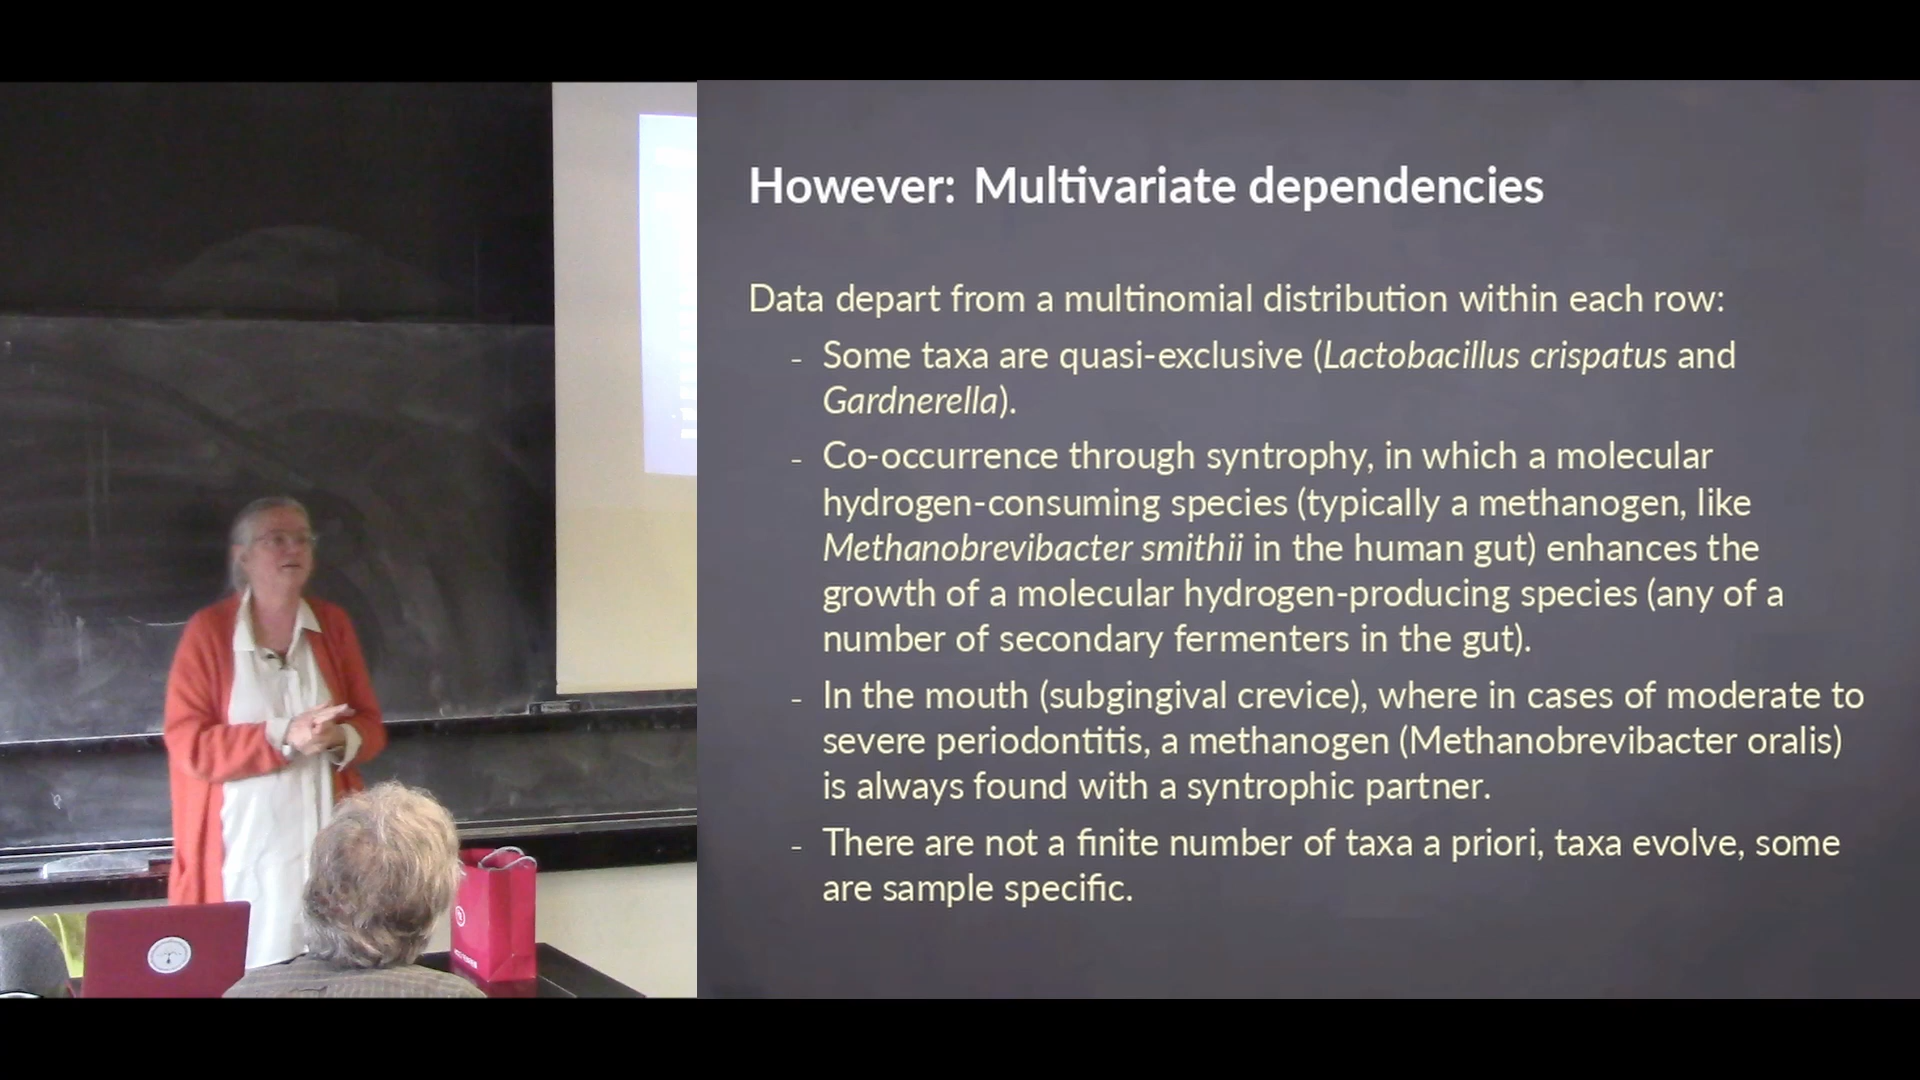 However: Multivariate dependencies
Data depart from a multinomial distribution within each row:
- Some taxa are quasi-exclusive (Lactobacillus crispatus and
Gardnerella).
- Co-occurrence through syntrophy, in which a molecular
hydrogen-consuming species (typically a methanogen, like
Methanobrevibacter smithii in the human gut) enhances the
growth of a molecular hydrogen-producing species (any of a
number of secondary fermenters in the gut).
- In the mouth (subgingival crevice), where in cases of moderate to
severe periodontitis, a methanogen (Methanobrevibacter oralis)
is always found with a syntrophic partner.
- There are not a finite number of taxa a priori, taxa evolve, some
are sample specific.